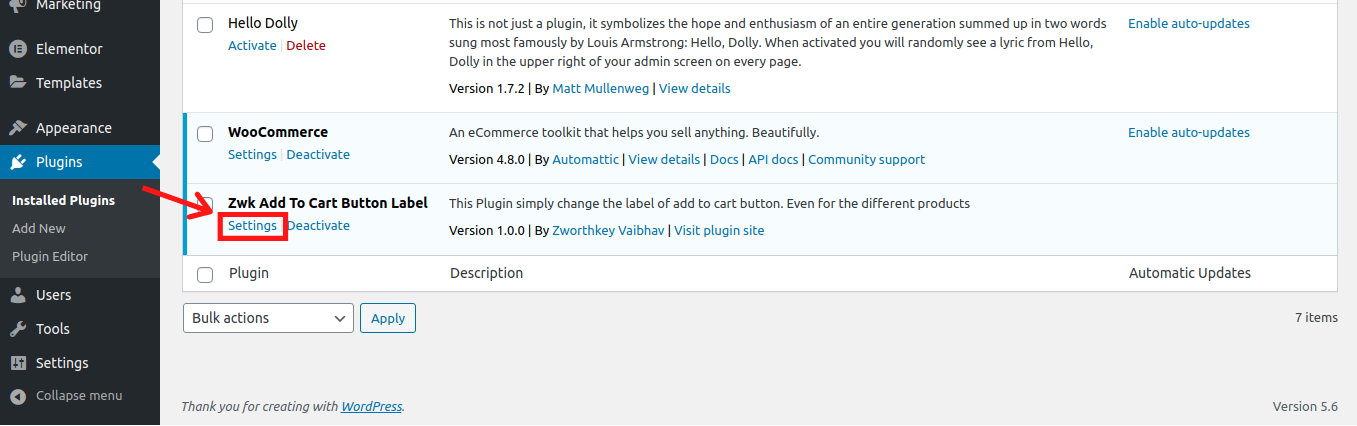 Marketing
Elementor
Templates
Appearance
Plugins
Installed Plugins
Add New
Plugin Editor
Users
Tools
Settings
Collapse menu
Hello Dolly
Activate | Delete
This is not just a plugin, it symbolizes the hope and enthusiasm of an entire generation summed up in two words
sung most famously by Louis Armstrong: Hello, Dolly. When activated you will randomly see a lyric from Hello,
Dolly in the upper right of your admin screen on every page.
Version 1.7.2 | By Matt Mullenweg | View details
Enable auto-updates
WooCommerce
Settings | Deactivate
An eCommerce toolkit that helps you sell anything. Beautifully.
Version 4.8.0 | By Automattic | View details | Docs | API docs | Community support
Enable auto-updates
Zwk Add To Cart Button Label
Settings | Deactivate
This Plugin simply change the label of add to cart button. Even for the different products
Version 1.0.0 | By Zworthkey Vaibhav | Visit plugin site
Plugin Description Automatic Updates
Bulk actions Apply 7 items
Thank you for creating with WordPress. Version 5.6